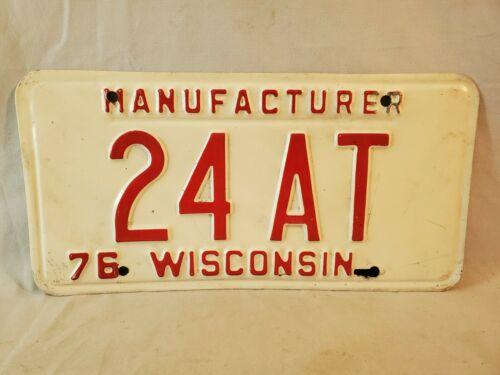 MANUFACTURER
24 AT
76 WISCONSIN